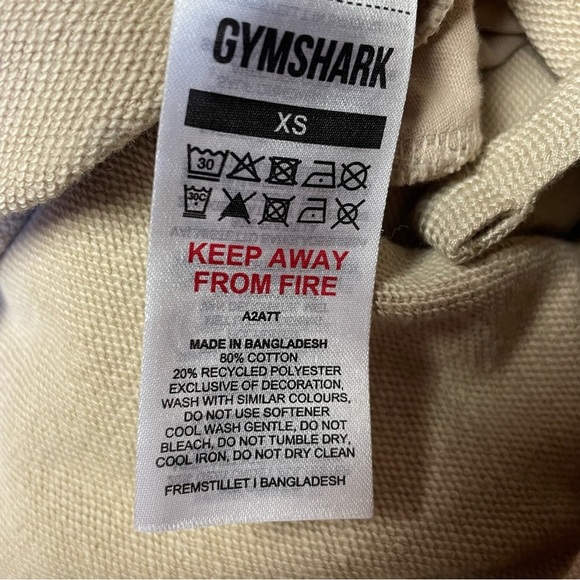 GYMSHARK
XS
30
30C
KEEP AWAY
FROM FIRE
A2A7T
MADE IN BANGLADESH
80% COTTON
20% RECYCLED POLYESTER
EXCLUSIVE OF DECORATION,
WASH WITH SIMILAR COLOURS,
DO NOT USE SOFTENER
COOL WASH GENTLE, DO NOT
BLEACH, DO NOT TUMBLE DRY,
COOL IRON, DO NOT DRY CLEAN
FREMSTILLET I BANGLADESH